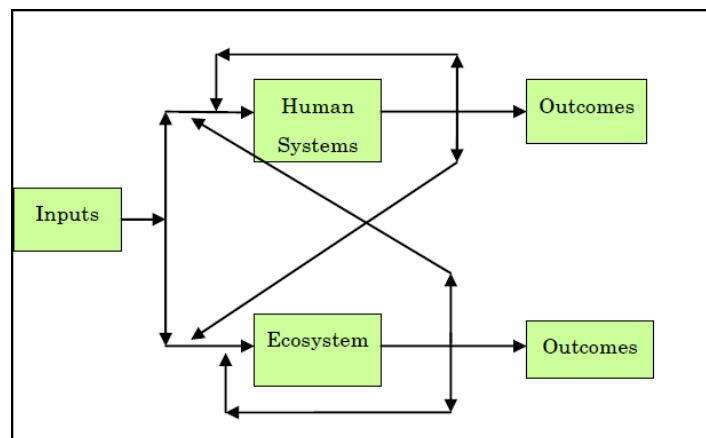 Human
Systems
Outcomes
Inputs
Ecosystem
Outcomes